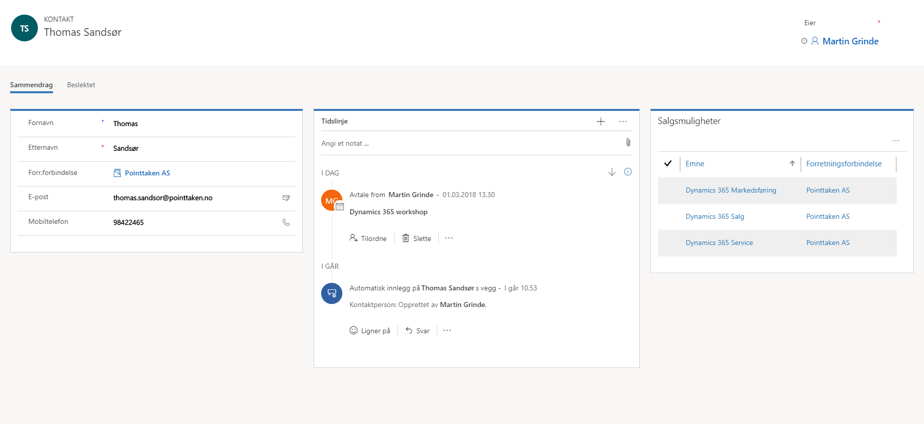 TS
KONTAKT
Thomas Sandsør
Eier *
Martin Grinde
Sammendrag Beslektet
Fornavn * Thomas
Etternavn * Sandsør
Forr.forbindelse Pointtaken AS
E-post thomas.sandsor@pointtaken.no
Mobiltelefon 98422465
Tidslinje
Angi et notat ...
I DAG
MG
Avtale from Martin Grinde - 01.03.2018 13.30
Dynamics 365 workshop
Tilordne Slette ...
I GÅR
Automatisk innlegg på Thomas Sandsør s vegg - I går 10.53
Kontaktperson: Opprettet av Martin Grinde.
Ligner på Svar ...
Salgsmuligheter
...
Emne Forretningsforbindelse
Dynamics 365 Markedsføring Pointtaken AS
Dynamics 365 Salg Pointtaken AS
Dynamics 365 Service Pointtaken AS